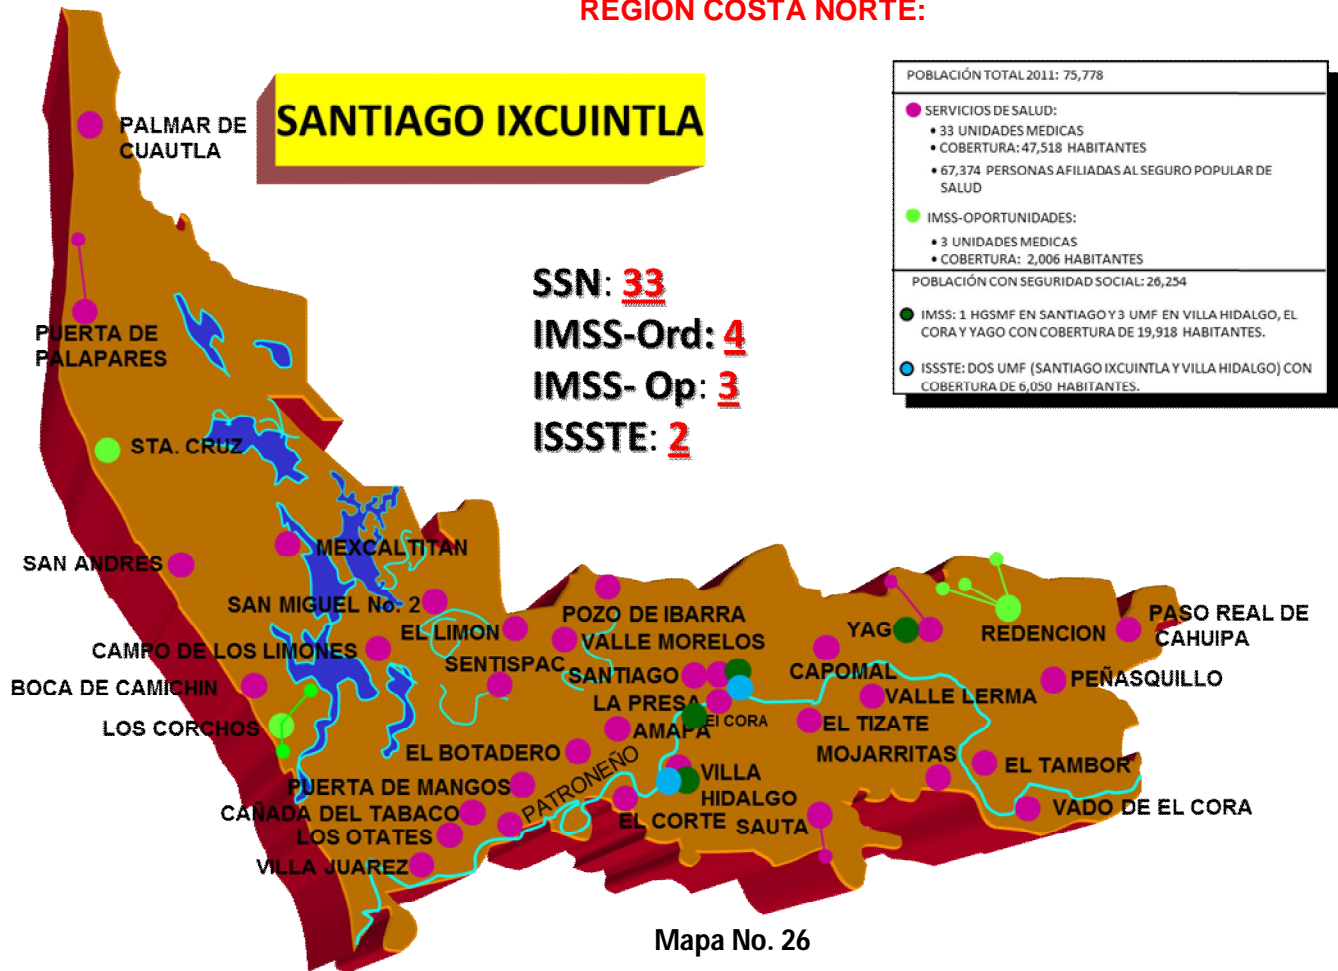 REGIÓN COSTA NORTE:
SANTIAGO IXCUINTLA
POBLACIÓN TOTAL 2011: 75,778
SERVICIOS DE SALUD:
• 33 UNIDADES MEDICAS
• COBERTURA: 47,518 HABITANTES
• 67,374 PERSONAS AFILIADAS AL SEGURO POPULAR DE
SALUD
IMSS-OPORTUNIDADES:
• 3 UNIDADES MEDICAS
• COBERTURA: 2,006 HABITANTES
POBLACIÓN CON SEGURIDAD SOCIAL: 26,254
IMSS: 1 HGSMF EN SANTIAGO Y 3 UMF EN VILLA HIDALGO, EL
CORA Y YAGO CON COBERTURA DE 19,918 HABITANTES.
ISSSTE: DOS UMF (SANTIAGO IXCUINTLA Y VILLA HIDALGO) CON
COBERTURA DE 6,050 HABITANTES.
SSN: 33
IMSS-Ord: 4
IMSS- Op: 3
ISSSTE: 2
PALMAR DE
CUAUTLA
PUERTA DE
PALAPARES
STA. CRUZ
MEXCALTITAN
SAN ANDRES
SAN MIGUEL No. 2
EL LIMON
POZO DE IBARRA
VALLE MORELOS
YAG
REDENCION
PASO REAL DE
CAHUIPA
CAMPO DE LOS LIMONES
SENTISPAC
SANTIAGO
CAPOMAL
PEÑASQUILLO
BOCA DE CAMICHIN
LA PRESA
VALLE LERMA
LOS CORCHOS
AMAPA
El CORA
EL TIZATE
EL BOTADERO
MOJARRITAS
EL TAMBOR
PUERTA DE MANGOS
PATRONEÑO
VILLA
HIDALGO
CAÑADA DEL TABACO
EL CORTE
SAUTA
VADO DE EL CORA
LOS OTATES
VILLA JUAREZ
Mapa No. 26